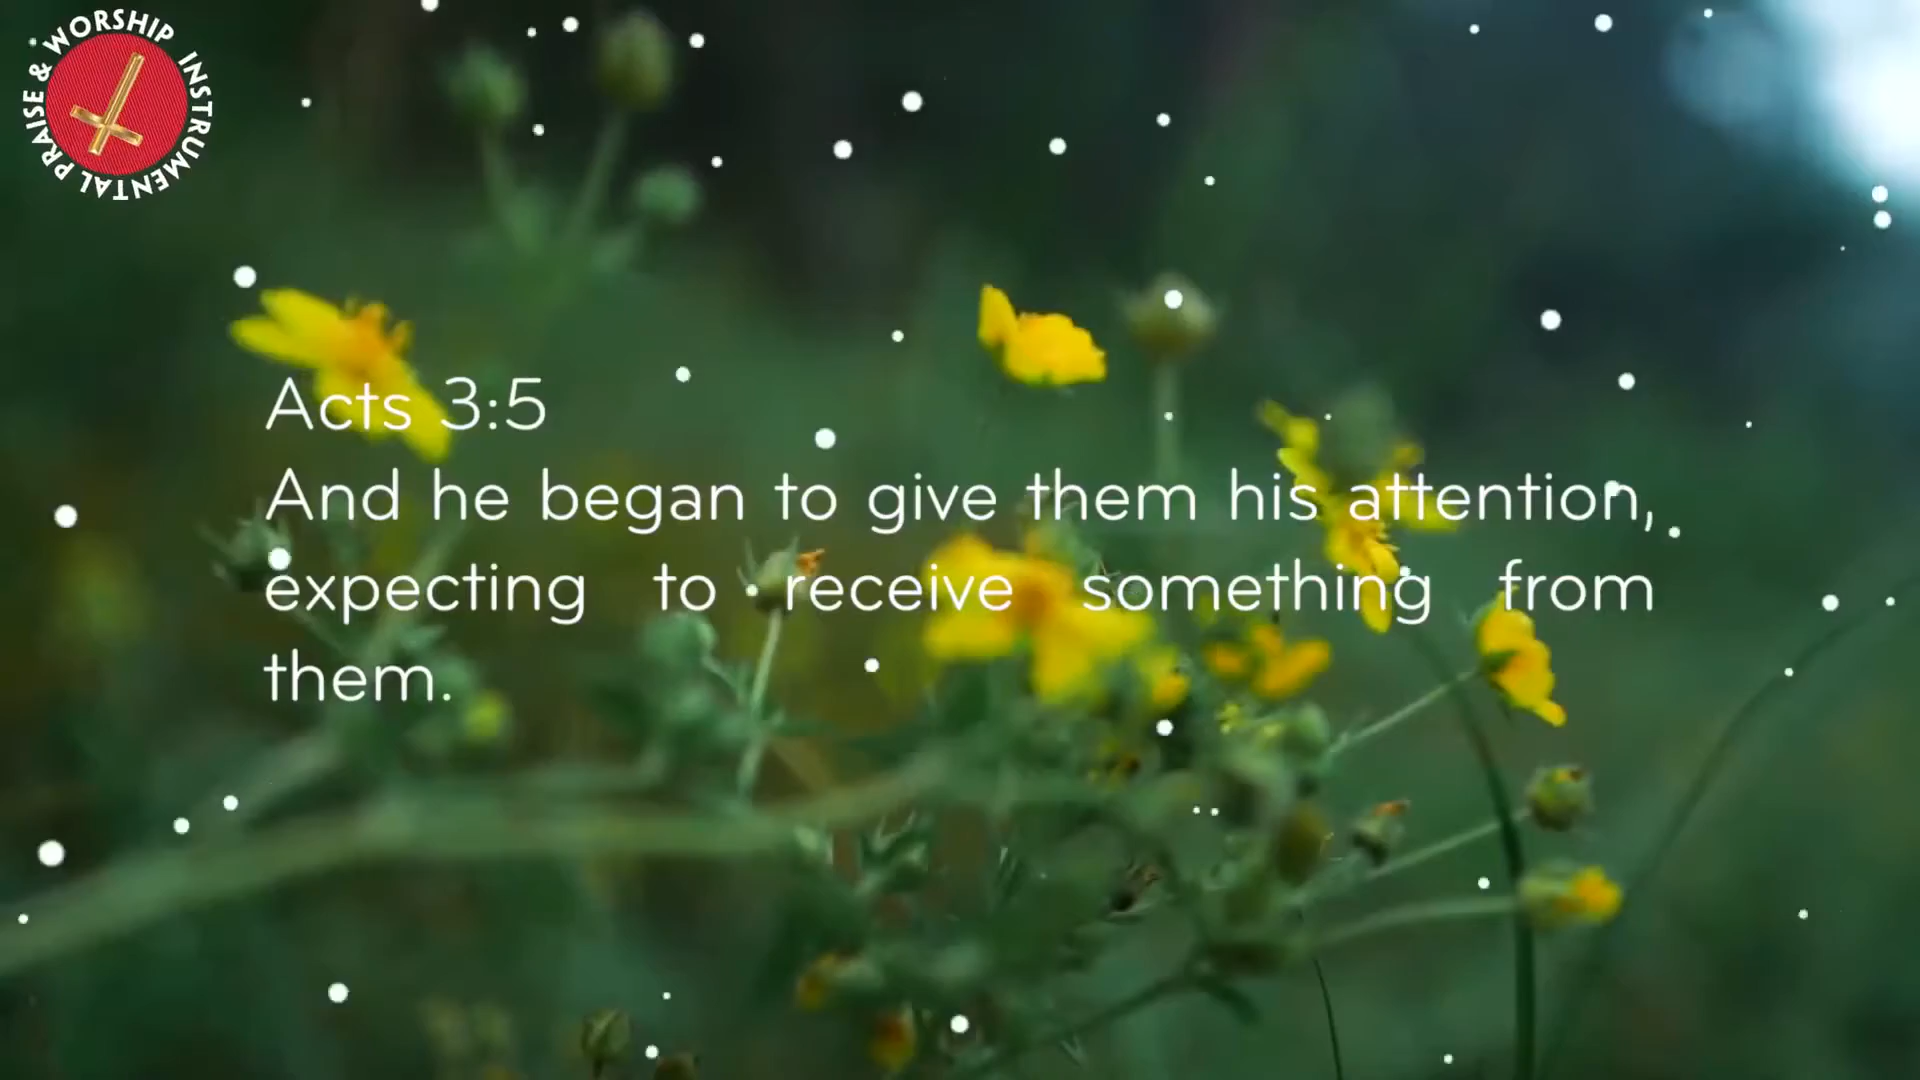 PRAISE & WORSHIP INSTRUMENTAL
Acts 3:5
And he began to give them his attention,
expecting to receive something from
them.